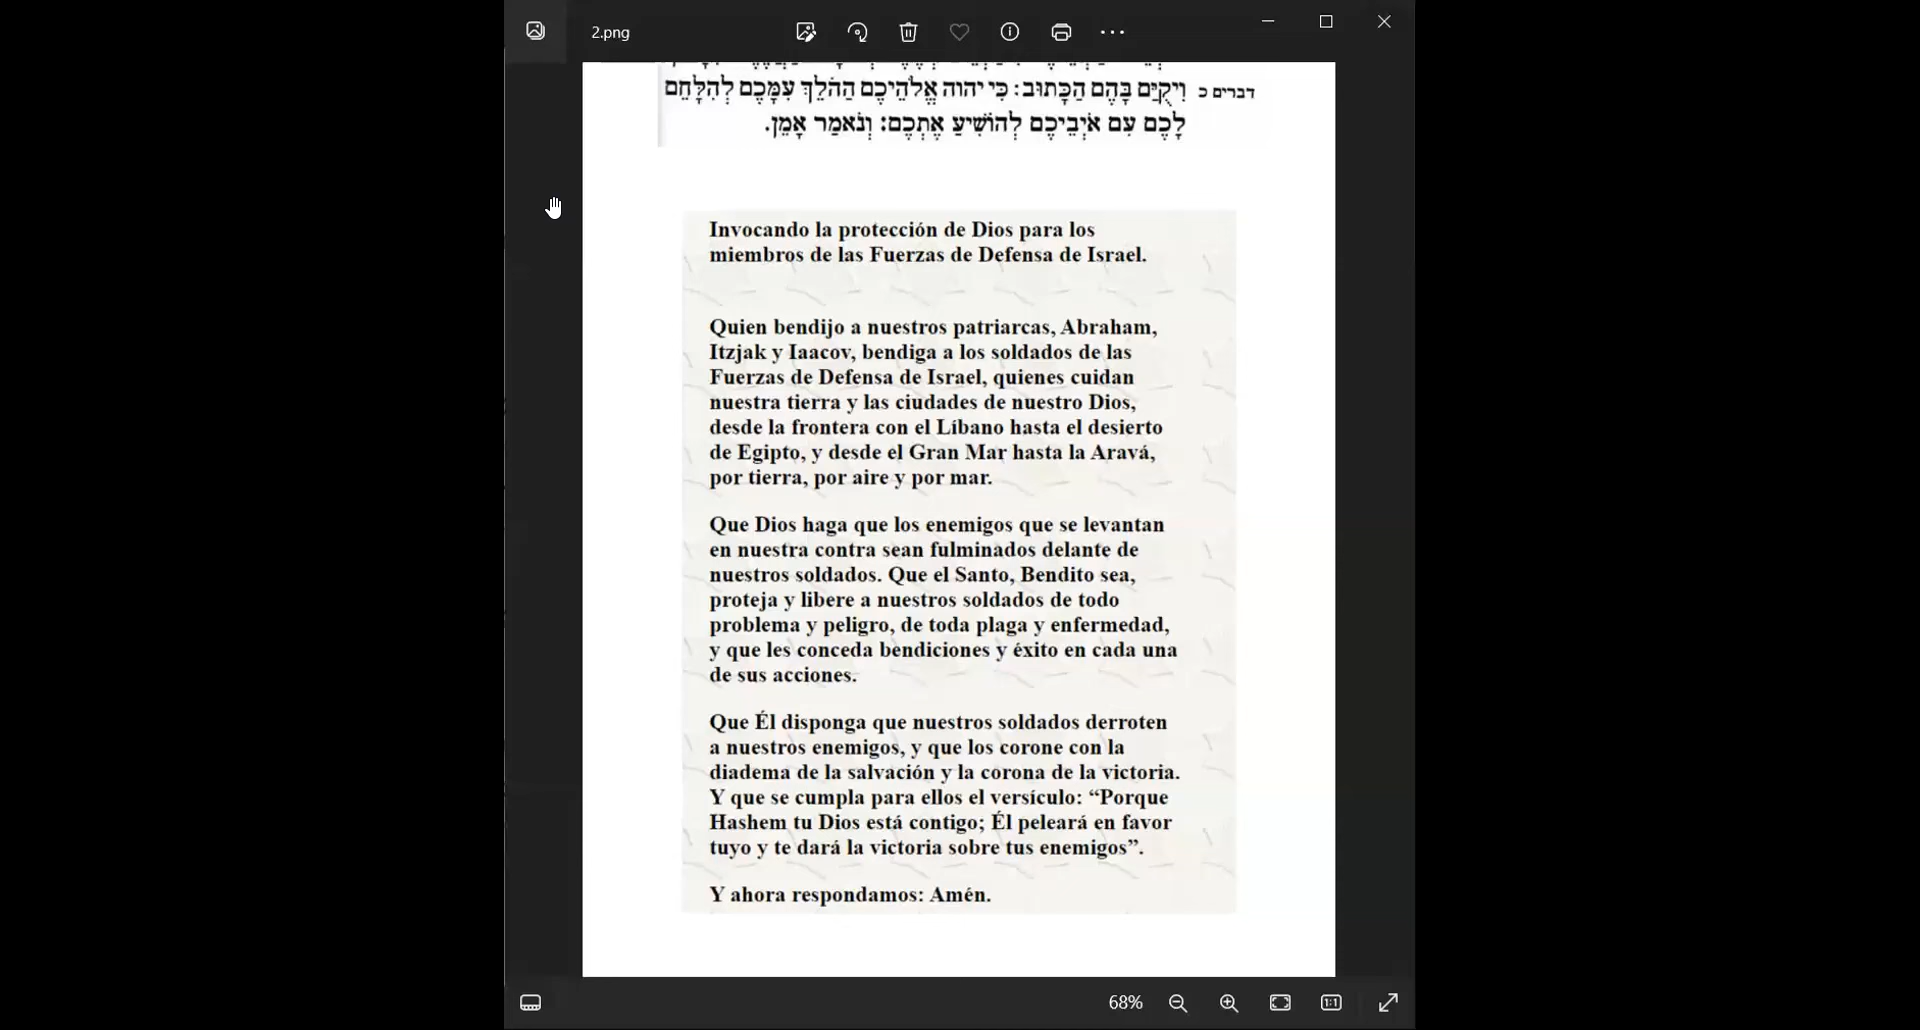 2.png
וִיקֻיַּם בָּהֶם הַכָּתוּב: כִּי יהוה אֱלֹהֵיכֶם הַהֹלֵךְ עִמָּכֶם לְהִלָּחֵם דברים כ
לָכֶם עִם אֹיְבֵיכֶם לְהוֹשִׁיעַ אֶתְכֶם: וְנֹאמַר אָמֵן.
Invocando la protección de Dios para los
miembros de las Fuerzas de Defensa de Israel.
Quien bendijo a nuestros patriarcas, Abraham,
Itzjak y Iaacov, bendiga a los soldados de las
Fuerzas de Defensa de Israel, quienes cuidan
nuestra tierra y las ciudades de nuestro Dios,
desde la frontera con el Líbano hasta el desierto
de Egipto, y desde el Gran Mar hasta la Aravá,
por tierra, por aire y por mar.
Que Dios haga que los enemigos que se levantan
en nuestra contra sean fulminados delante de
nuestros soldados. Que el Santo, Bendito sea,
proteja y libere a nuestros soldados de todo
problema y peligro, de toda plaga y enfermedad,
y que les conceda bendiciones y éxito en cada una
de sus acciones.
Que Él disponga que nuestros soldados derroten
a nuestros enemigos, y que los corone con la
diadema de la salvación y la corona de la victoria.
Y que se cumpla para ellos el versículo: “Porque
Hashem tu Dios está contigo; Él peleará en favor
tuyo y te dará la victoria sobre tus enemigos”.
Y ahora respondamos: Amén.
68%
1:1